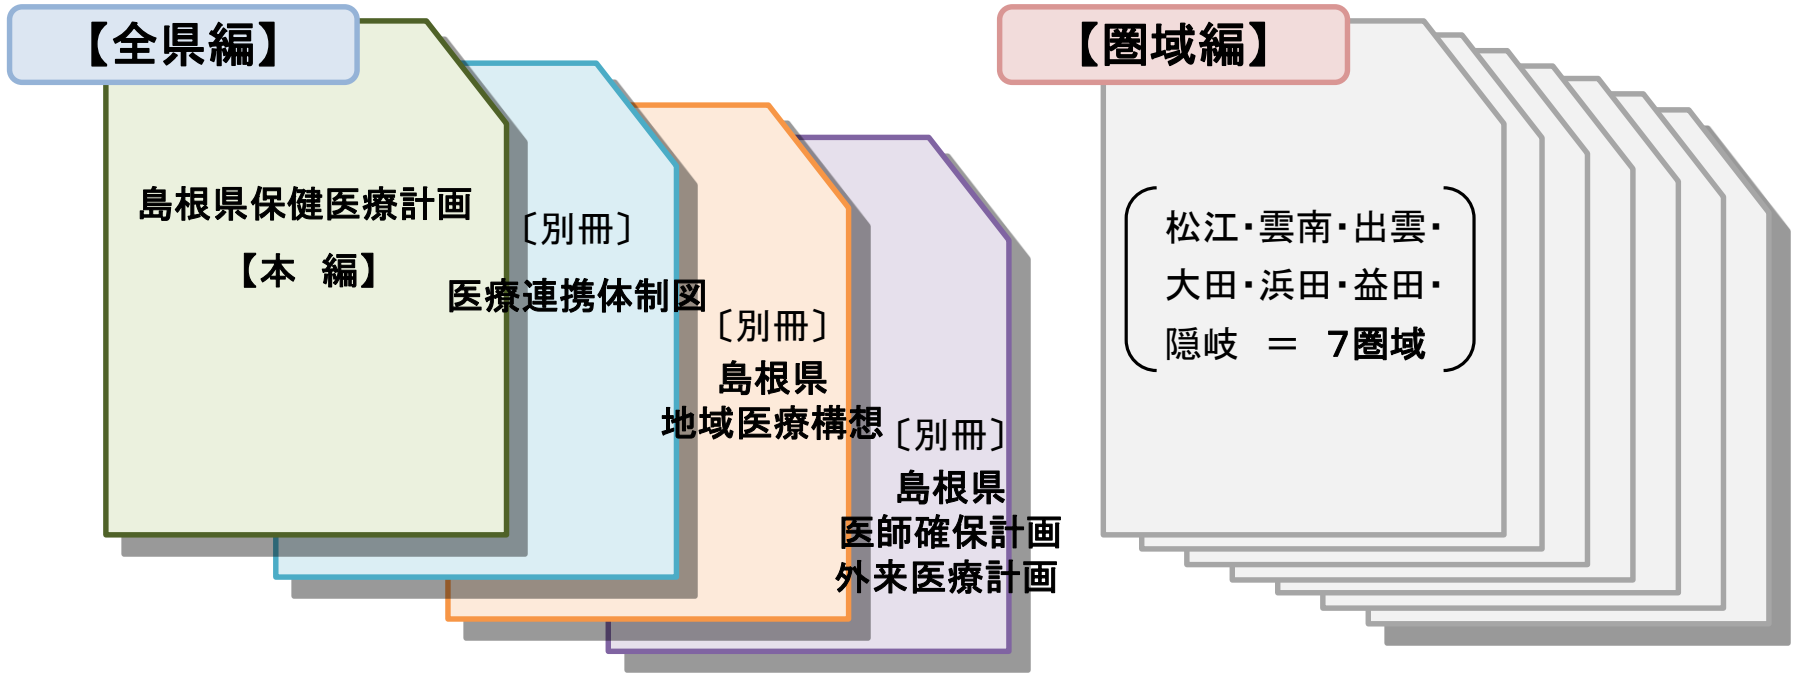 【全県編】
島根県保健医療計画
【本　編】
〔別冊〕
医療連携体制図
〔別冊〕
島根県
地域医療構想
〔別冊〕
島根県
医師確保計画
外来医療計画
【圏域編】
松江・雲南・出雲・
大田・浜田・益田・
隠岐　＝　7圏域